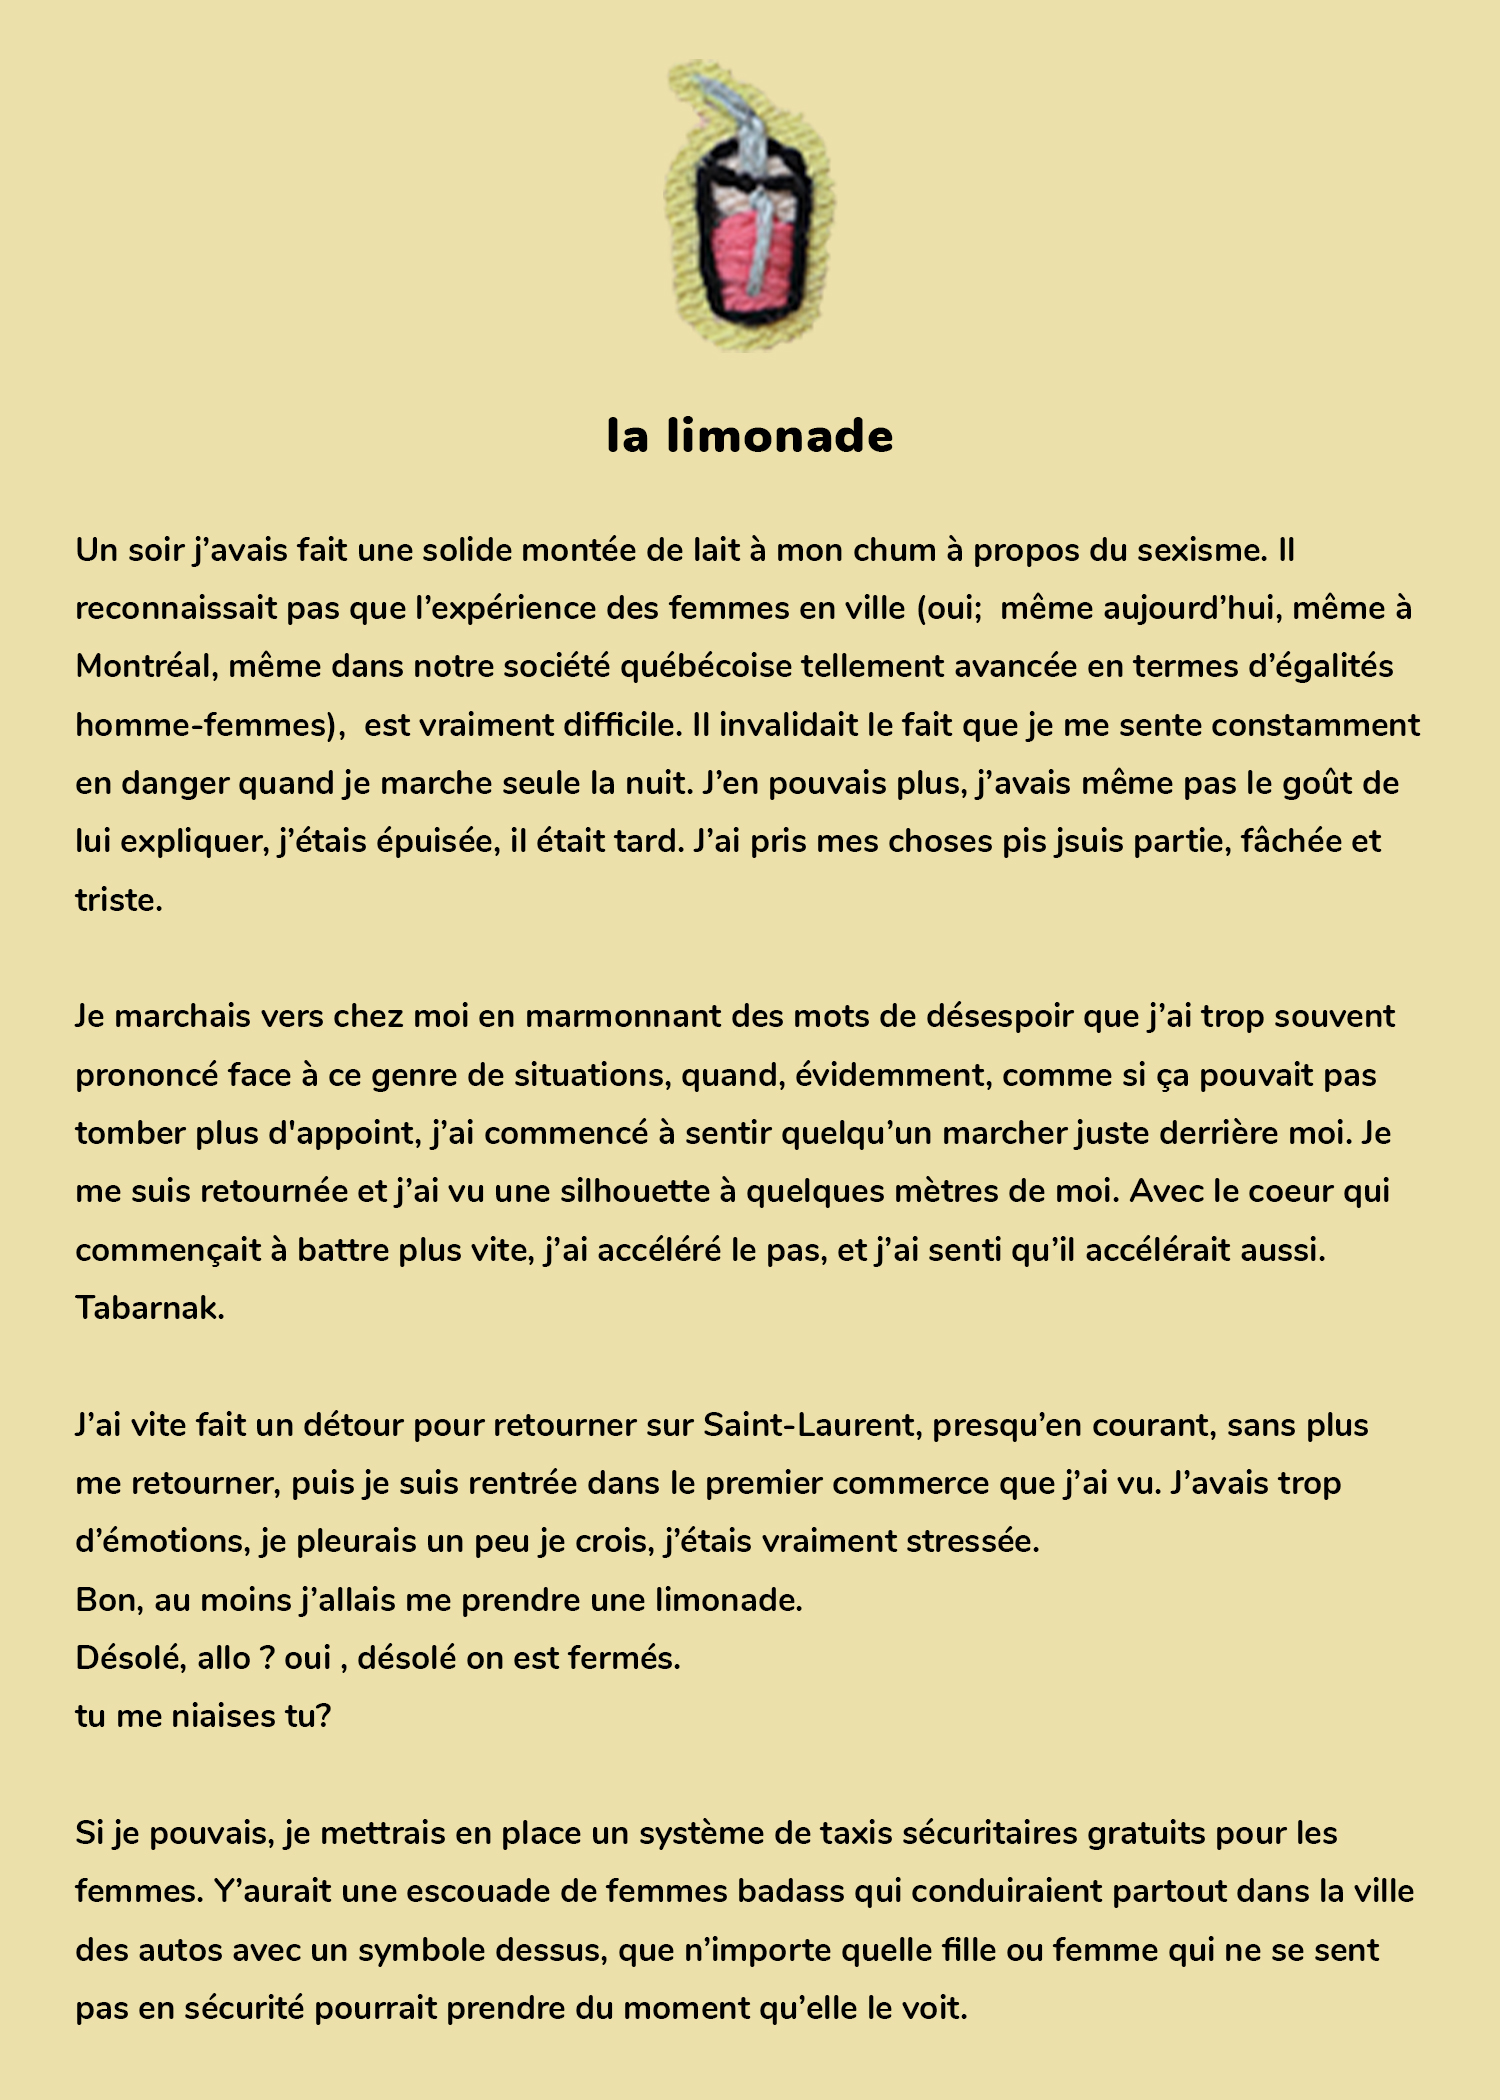 la limonade
Un soir j’avais fait une solide montée de lait à mon chum à propos du sexisme. Il
reconnaissait pas que l’expérience des femmes en ville (oui;  même aujourd’hui, même à
Montréal, même dans notre société québécoise tellement avancée en termes d’égalités
homme-femmes),  est vraiment difficile. Il invalidait le fait que je me sente constamment
en danger quand je marche seule la nuit. J’en pouvais plus, j’avais même pas le goût de
lui expliquer, j’étais épuisée, il était tard. J’ai pris mes choses pis jsuis partie, fâchée et
triste.
Je marchais vers chez moi en marmonnant des mots de désespoir que j’ai trop souvent
prononcé face à ce genre de situations, quand, évidemment, comme si ça pouvait pas
tomber plus d'appoint, j’ai commencé à sentir quelqu’un marcher juste derrière moi. Je
me suis retournée et j’ai vu une silhouette à quelques mètres de moi. Avec le coeur qui
commençait à battre plus vite, j’ai accéléré le pas, et j’ai senti qu’il accélérait aussi.
Tabarnak.
J’ai vite fait un détour pour retourner sur Saint-Laurent, presqu’en courant, sans plus
me retourner, puis je suis rentrée dans le premier commerce que j’ai vu. J’avais trop
d’émotions, je pleurais un peu je crois, j’étais vraiment stressée.
Bon, au moins j’allais me prendre une limonade.
Désolé, allo ? oui , désolé on est fermés.
tu me niaises tu?
Si je pouvais, je mettrais en place un système de taxis sécuritaires gratuits pour les
femmes. Y’aurait une escouade de femmes badass qui conduiraient partout dans la ville
des autos avec un symbole dessus, que n’importe quelle fille ou femme qui ne se sent
pas en sécurité pourrait prendre du moment qu’elle le voit.